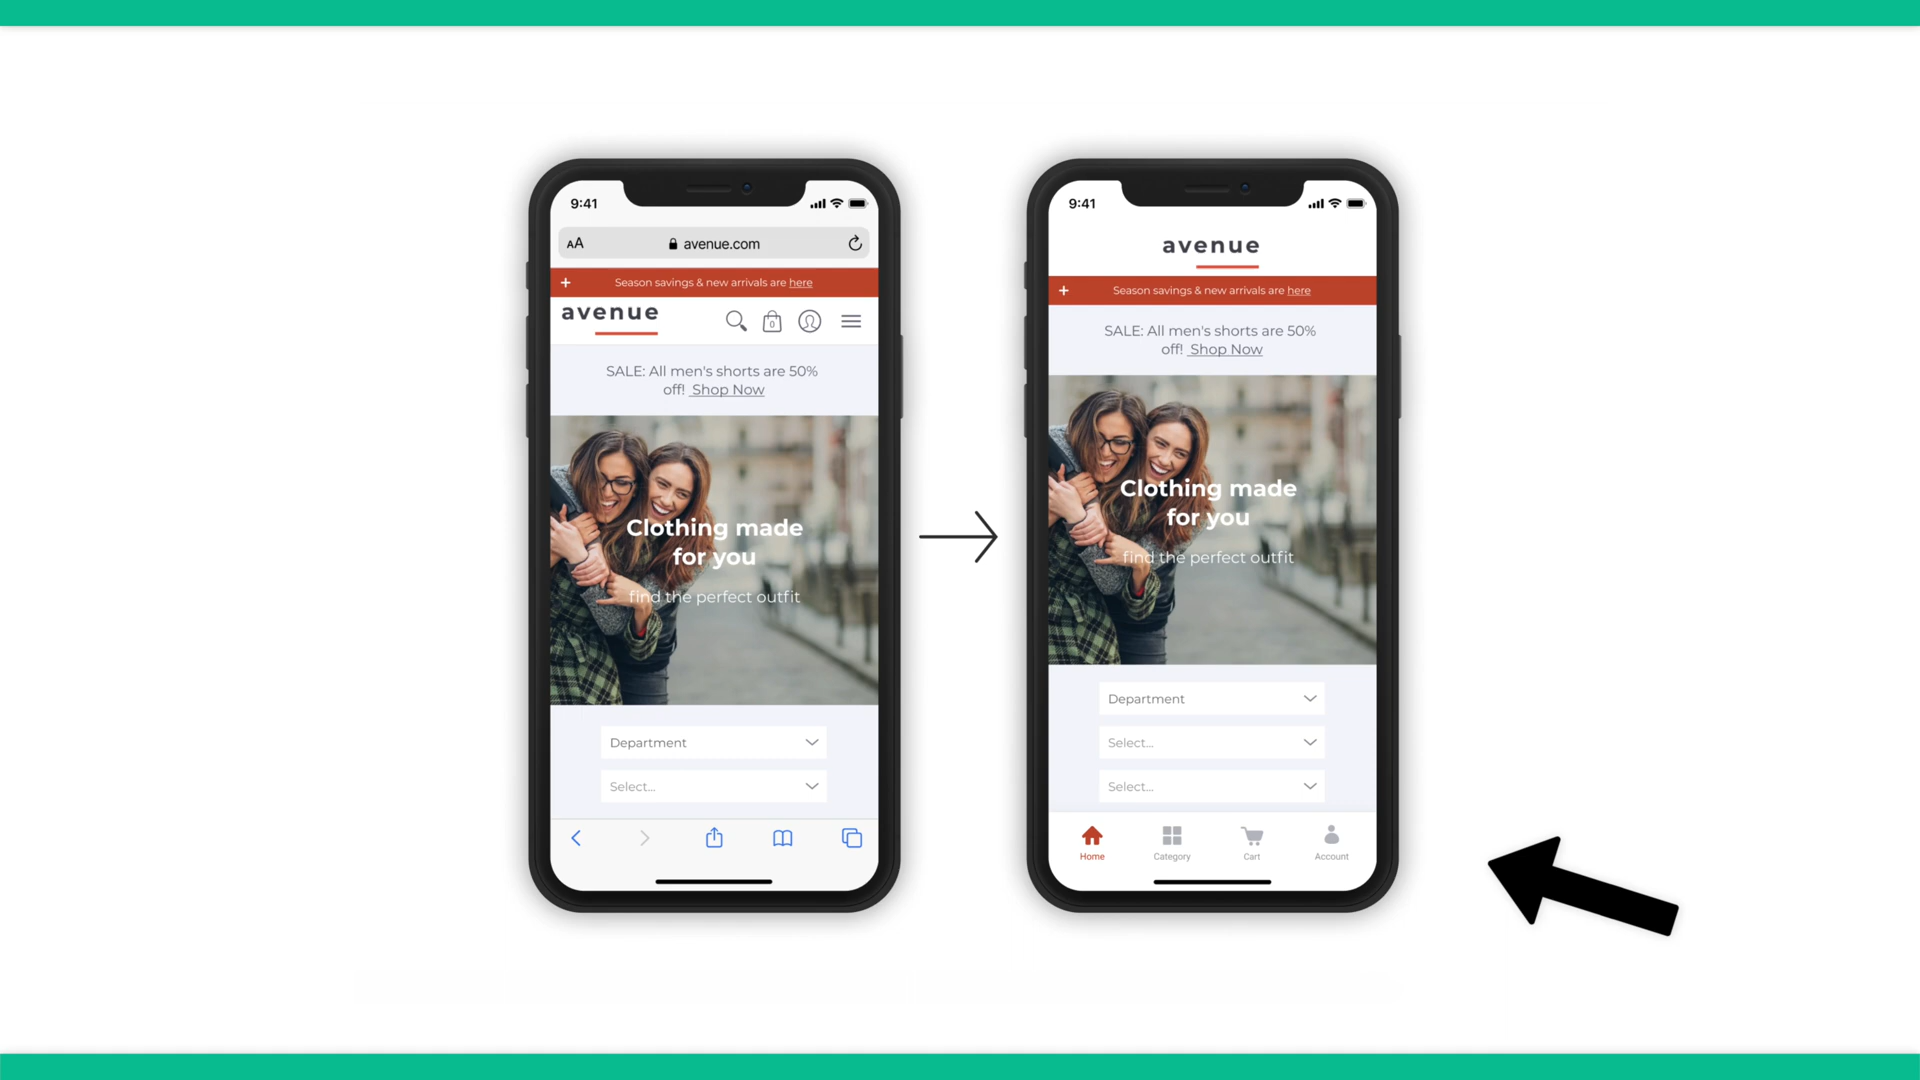 9:41
AA avenue.com
+ Season savings & new arrivals are here
avenue
0
SALE: All men's shorts are 50%
off! Shop Now
Clothing made
for you
find the perfect outfit
Department
Select...
9:41
avenue
+ Season savings & new arrivals are here
SALE: All men's shorts are 50%
off! Shop Now
Clothing made
for you
find the perfect outfit
Department
Select...
Select...
Home Category Cart Account